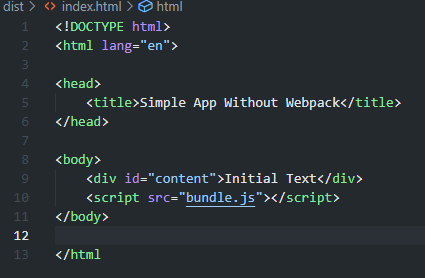 dist > <> index.html > html
1 <!DOCTYPE html>
2 <html lang="en">
3
4 <head>
5 <title>Simple App Without Webpack</title>
6 </head>
7
8 <body>
9 <div id="content">Initial Text</div>
10 <script src="bundle.js"></script>
11 </body>
12
13 </html